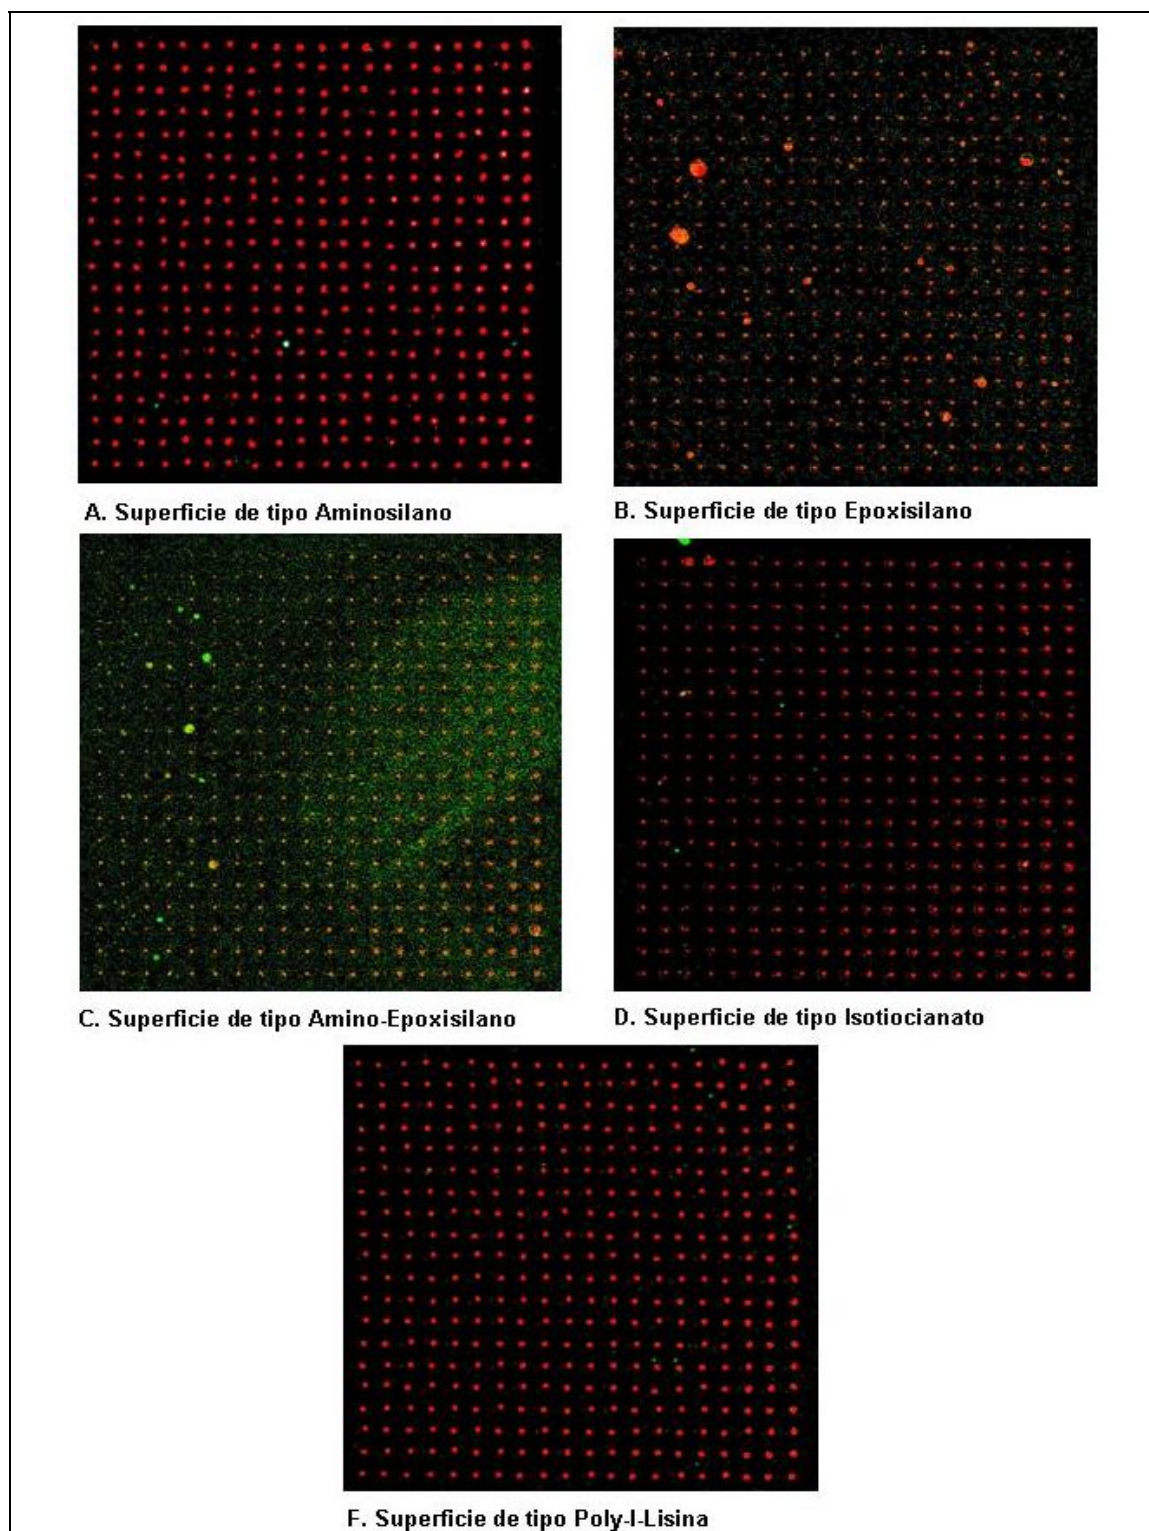 A. Superficie de tipo Aminosilano
B. Superficie de tipo Epoxisilano
C. Superficie de tipo Amino-Epoxisilano
D. Superficie de tipo Isotiocianato
F. Superficie de tipo Poly-l-Lisina